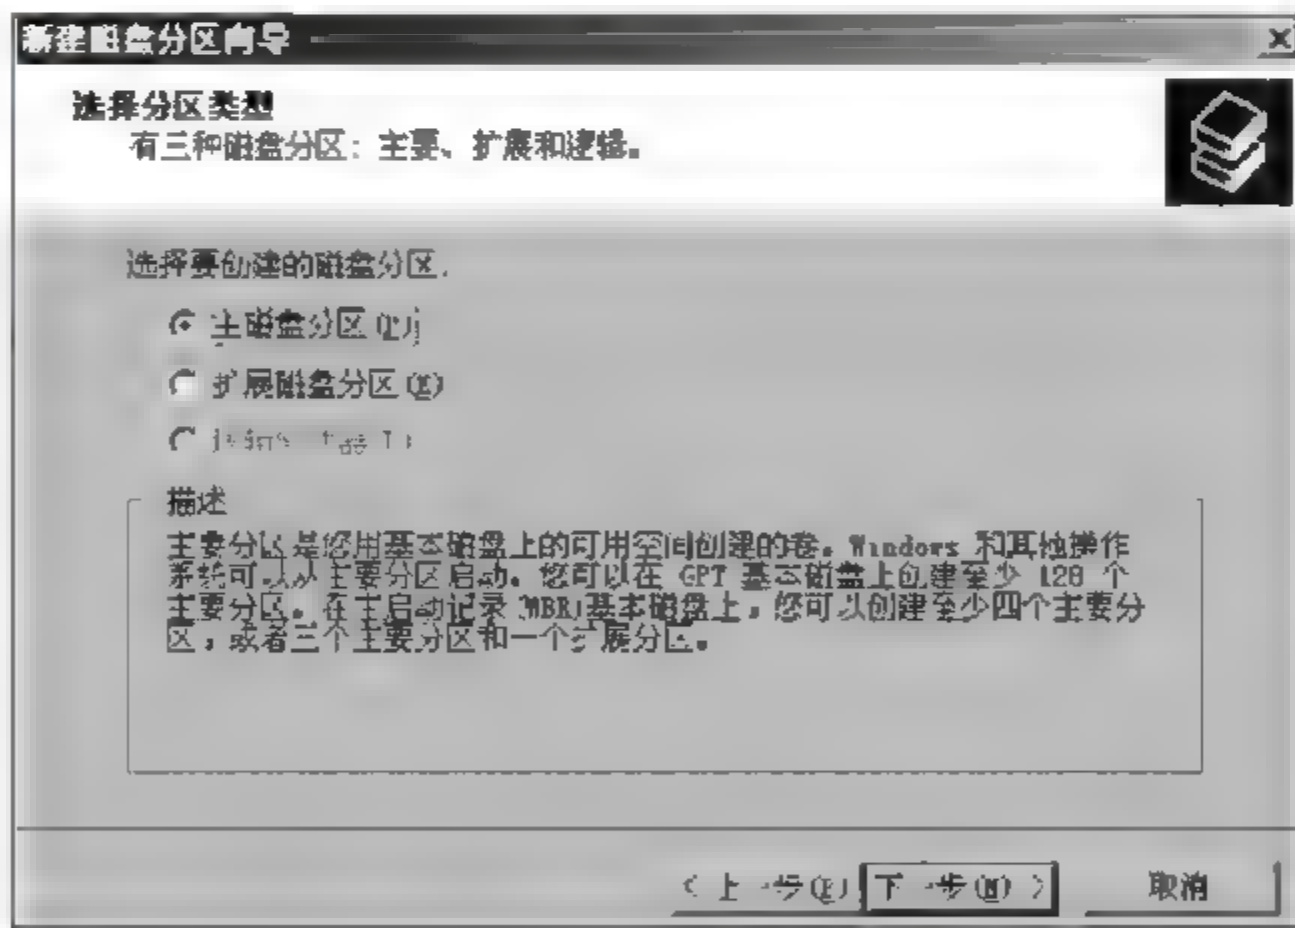 新建磁盘分区向导
选择分区类型
有三种磁盘分区：主要、扩展和逻辑。
选择要创建的磁盘分区:
主磁盘分区(P)
扩展磁盘分区(E)
描述
主要分区是您用基本磁盘上的可用空间创建的卷。Windows 和其他操作
系统可以从主要分区启动。您可以在 GPT 基本磁盘上创建至少 128 个
主要分区。在主启动记录(MBR)基本磁盘上，您可以创建至少四个主要分
区，或者三个主要分区和一个扩展分区。
< 上一步(B) 下一步(N) > 取消